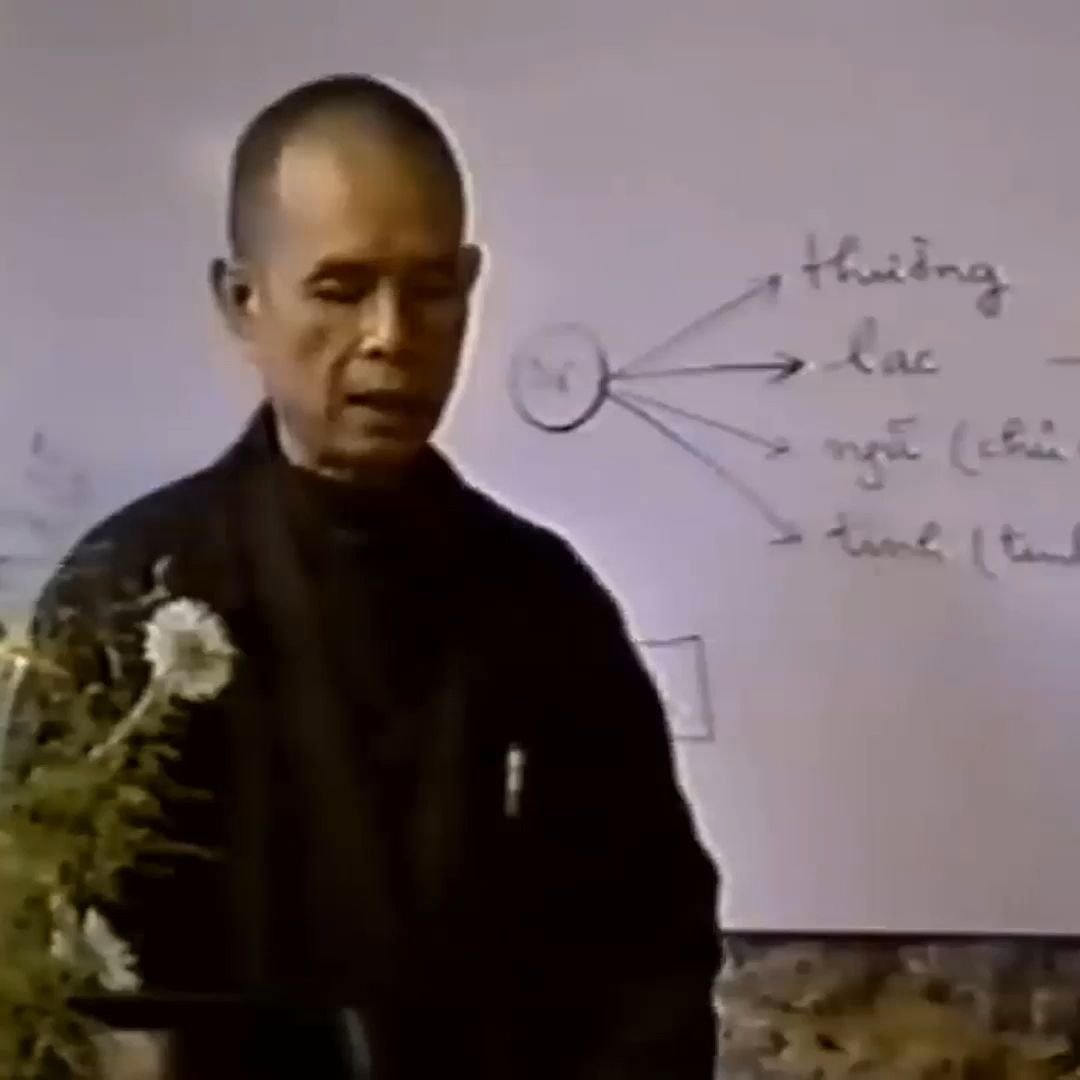 thường
lạc
ngã (chủ
tịnh (